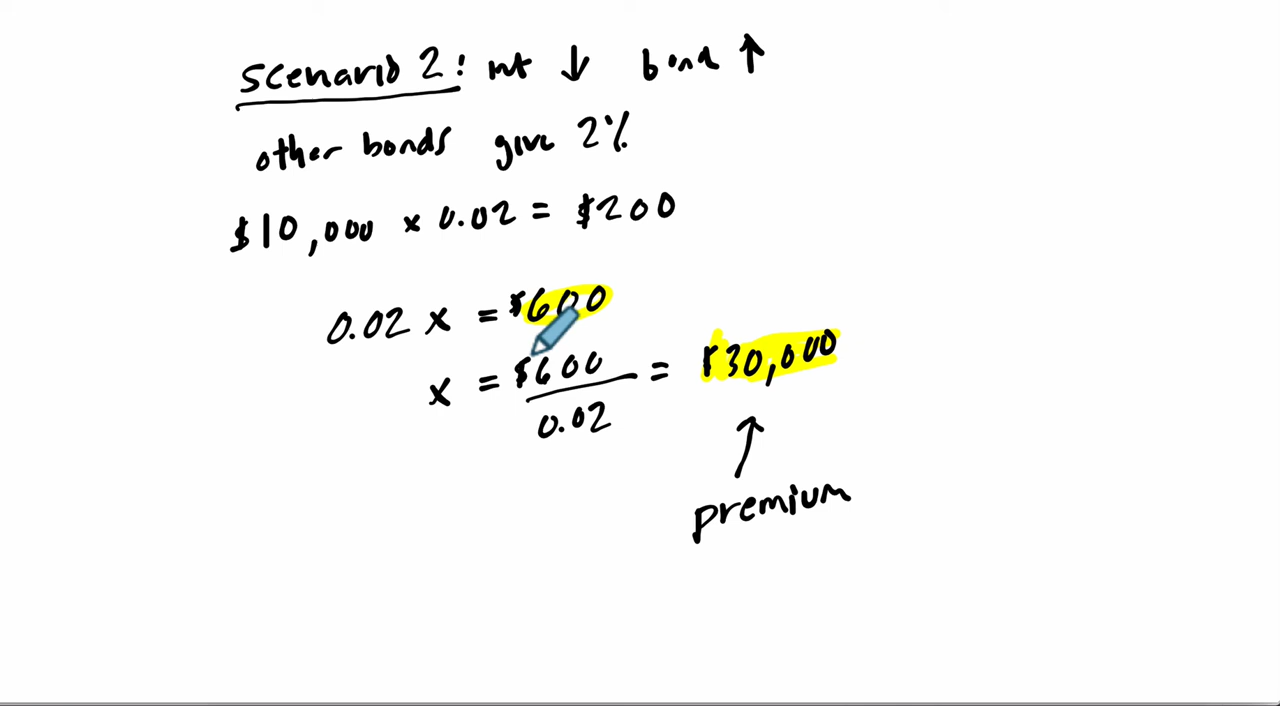 Scenario 2: int ↓ bond ↑
other bonds give 2%
$10,000 × 0.02 = $200
0.02 x = $600
x = $600/0.02 = $30,000
↑
premium